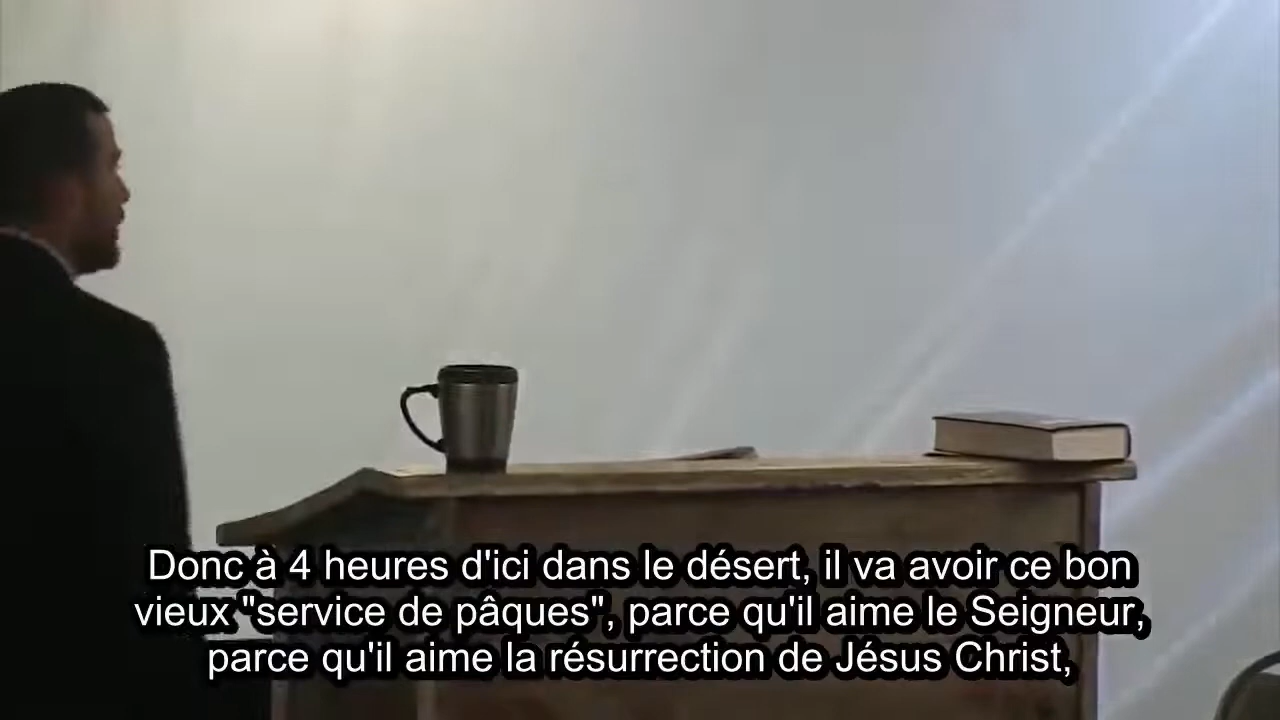 Donc à 4 heures d'ici dans le désert, il va avoir ce bon
vieux "service de pâques", parce qu'il aime le Seigneur,
parce qu'il aime la résurrection de Jésus Christ,